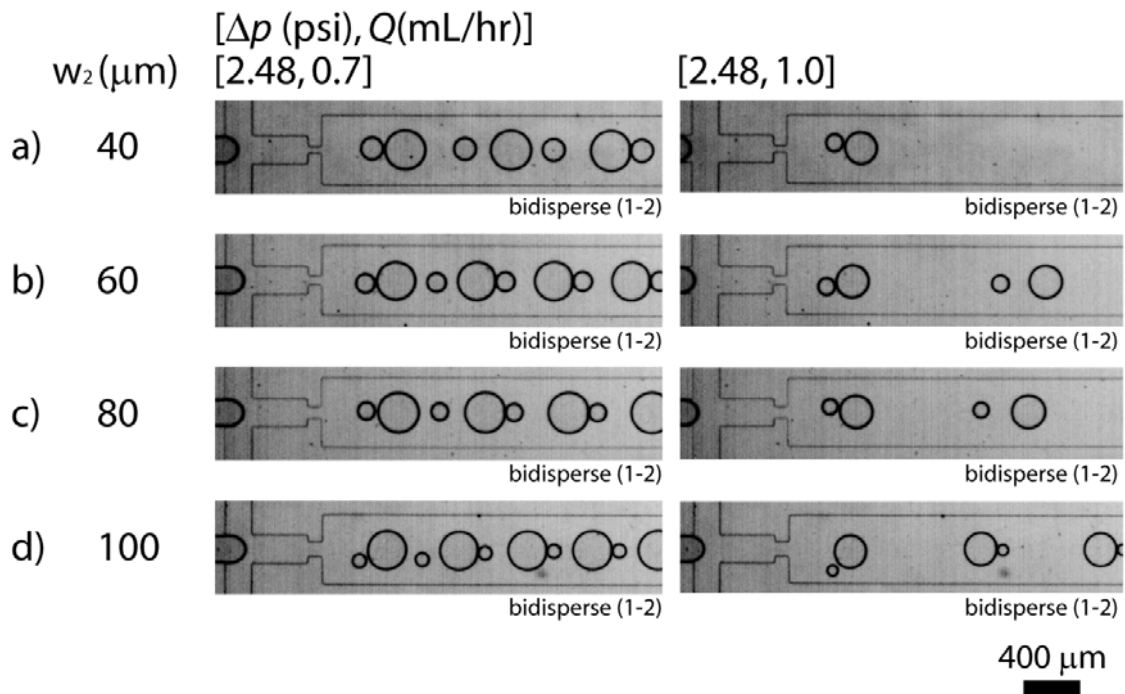 [Δp (psi), Q(mL/hr)]
w₂ (μm) [2.48, 0.7] [2.48, 1.0]
a) 40
bidisperse (1-2) bidisperse (1-2)
b) 60
bidisperse (1-2) bidisperse (1-2)
c) 80
bidisperse (1-2) bidisperse (1-2)
d) 100
bidisperse (1-2) bidisperse (1-2)
400 μm